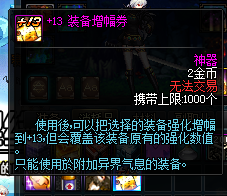 +13 装备增幅券
神器
2金币
无法交易
携带上限1000个
使用後,可以把选择的装备强化增幅
到+13,但会覆盖该装备原有的强化数值
。
只能使用於附加异界气息的装备。